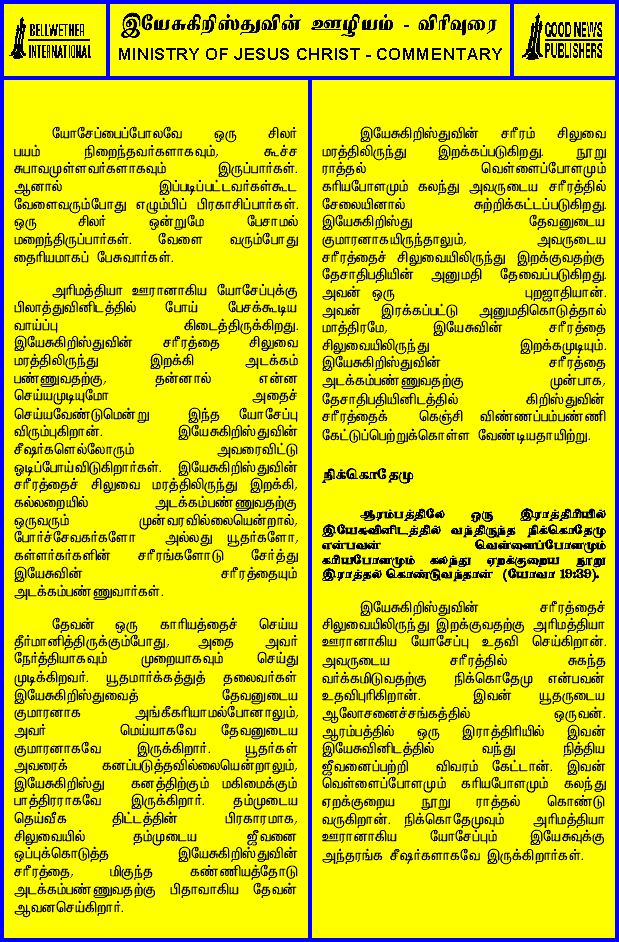 BELLWETHER
INTERNATIONAL
இயேசுகிறிஸ்துவின் ஊழியம் - விரிவுரை
MINISTRY OF JESUS CHRIST - COMMENTARY
GOOD NEWS
PUBLISHERS
யோசேப்பைப்போலவே ஒரு சிலர்
பயம் நிறைந்தவர்களாகவும், கூச்ச
சுபாவமுள்ளவர்களாகவும் இருப்பார்கள்.
ஆனால் இப்படிப்பட்டவர்கள்கூட
வேளைவரும்போது எழும்பிப் பிரகாசிப்பார்கள்.
ஒரு சிலர் ஒன்றுமே பேசாமல்
மறைந்திருப்பார்கள். வேளை வரும்போது
தைரியமாகப் பேசுவார்கள்.
அரிமத்தியா ஊரானாகிய யோசேப்புக்கு
பிலாத்துவினிடத்தில் போய் பேசக்கூடிய
வாய்ப்பு கிடைத்திருக்கிறது.
இயேசுகிறிஸ்துவின் சரீரத்தை சிலுவை
மரத்திலிருந்து இறக்கி அடக்கம்
பண்ணுவதற்கு, தன்னால் என்ன
செய்யமுடியுமோ அதைச்
செய்யவேண்டுமென்று இந்த யோசேப்பு
விரும்புகிறான். இயேசுகிறிஸ்துவின்
சீஷர்களெல்லோரும் அவரைவிட்டு
ஓடிப்போய்விடுகிறார்கள். இயேசுகிறிஸ்துவின்
சரீரத்தைச் சிலுவை மரத்திலிருந்து இறக்கி,
கல்லறையில் அடக்கம்பண்ணுவதற்கு
ஒருவரும் முன்வரவில்லையென்றால்,
போர்ச்சேவகர்களோ அல்லது யூதர்களோ,
கள்ளர்கர்களின் சரீரங்களோடு சேர்த்து
இயேசுவின் சரீரத்தையும்
அடக்கம்பண்ணுவார்கள்.
தேவன் ஒரு காரியத்தைச் செய்ய
தீர்மானித்திருக்கும்போது, அதை அவர்
நேர்த்தியாகவும் முறையாகவும் செய்து
முடிக்கிறவர். யூதமார்க்கத்துத் தலைவர்கள்
இயேசுகிறிஸ்துவைத் தேவனுடைய
குமாரனாக அங்கீகரியாமல்போனாலும்,
அவர் மெய்யாகவே தேவனுடைய
குமாரனாகவே இருக்கிறார். யூதர்கள்
அவரைக் கனப்படுத்தவில்லையென்றாலும்,
இயேசுகிறிஸ்து கனத்திற்கும் மகிமைக்கும்
பாத்திரராகவே இருக்கிறார். தம்முடைய
தெய்வீக திட்டத்தின் பிரகாரமாக,
சிலுவையில் தம்முடைய ஜீவனை
ஒப்புக்கொடுத்த இயேசுகிறிஸ்துவின்
சரீரத்தை, மிகுந்த கண்ணியத்தோடு
அடக்கம்பண்ணுவதற்கு பிதாவாகிய தேவன்
ஆவனசெய்கிறார்.
இயேசுகிறிஸ்துவின் சரீரம் சிலுவை
மரத்திலிருந்து இறக்கப்படுகிறது. நூறு
ராத்தல் வெள்ளைப்போளமும்
கரியபோளமும் கலந்து அவருடைய சரீரத்தில்
சேலையினால் சுற்றிக்கட்டப்படுகிறது.
இயேசுகிறிஸ்து தேவனுடைய
குமாரனாகயிருந்தாலும், அவருடைய
சரீரத்தைச் சிலுவையிலிருந்து இறக்குவதற்கு
தேசாதிபதியின் அனுமதி தேவைப்படுகிறது.
அவன் ஒரு புறஜாதியான்.
அவன் இரக்கப்பட்டு அனுமதிகொடுத்தால்
மாத்திரமே, இயேசுவின் சரீரத்தை
சிலுவையிலிருந்து இறக்கமுடியும்.
இயேசுகிறிஸ்துவின் சரீரத்தை
அடக்கம்பண்ணுவதற்கு முன்பாக,
தேசாதிபதியினிடத்தில் கிறிஸ்துவின்
சரீரத்தைக் கெஞ்சி விண்ணப்பம்பண்ணி
கேட்டுப்பெற்றுக்கொள்ள வேண்டியதாயிற்று.
நிக்கொதேமு
ஆரம்பத்திலே ஒரு இராத்திரியில்
இயேசுவினிடத்தில் வந்திருந்த நிக்கொதேமு
என்பவன் வெள்ளைப்போளமும்
கரியபோளமும் கலந்து ஏறக்குறைய நூறு
இராத்தல் கொண்டுவந்தான் (யோவா 19:39).
இயேசுகிறிஸ்துவின் சரீரத்தைச்
சிலுவையிலிருந்து இறக்குவதற்கு அரிமத்தியா
ஊரானாகிய யோசேப்பு உதவி செய்கிறான்.
அவருடைய சரீரத்தில் சுகந்த
வர்க்கமிடுவதற்கு நிக்கொதேமு என்பவன்
உதவிபுரிகிறான். இவன் யூதருடைய
ஆலோசனைச்சங்கத்தில் ஒருவன்.
ஆரம்பத்தில் ஒரு இராத்திரியில் இவன்
இயேசுவினிடத்தில் வந்து நித்திய
ஜீவனைப்பற்றி விவரம் கேட்டான். இவன்
வெள்ளைப்போளமும் கரியபோளமும் கலந்து
ஏறக்குறைய நூறு ராத்தல் கொண்டு
வருகிறான். நிக்கொதேமுவும் அரிமத்தியா
ஊரானாகிய யோசேப்பும் இயேசுவுக்கு
அந்தரங்க சீஷர்களாகவே இருக்கிறார்கள்.